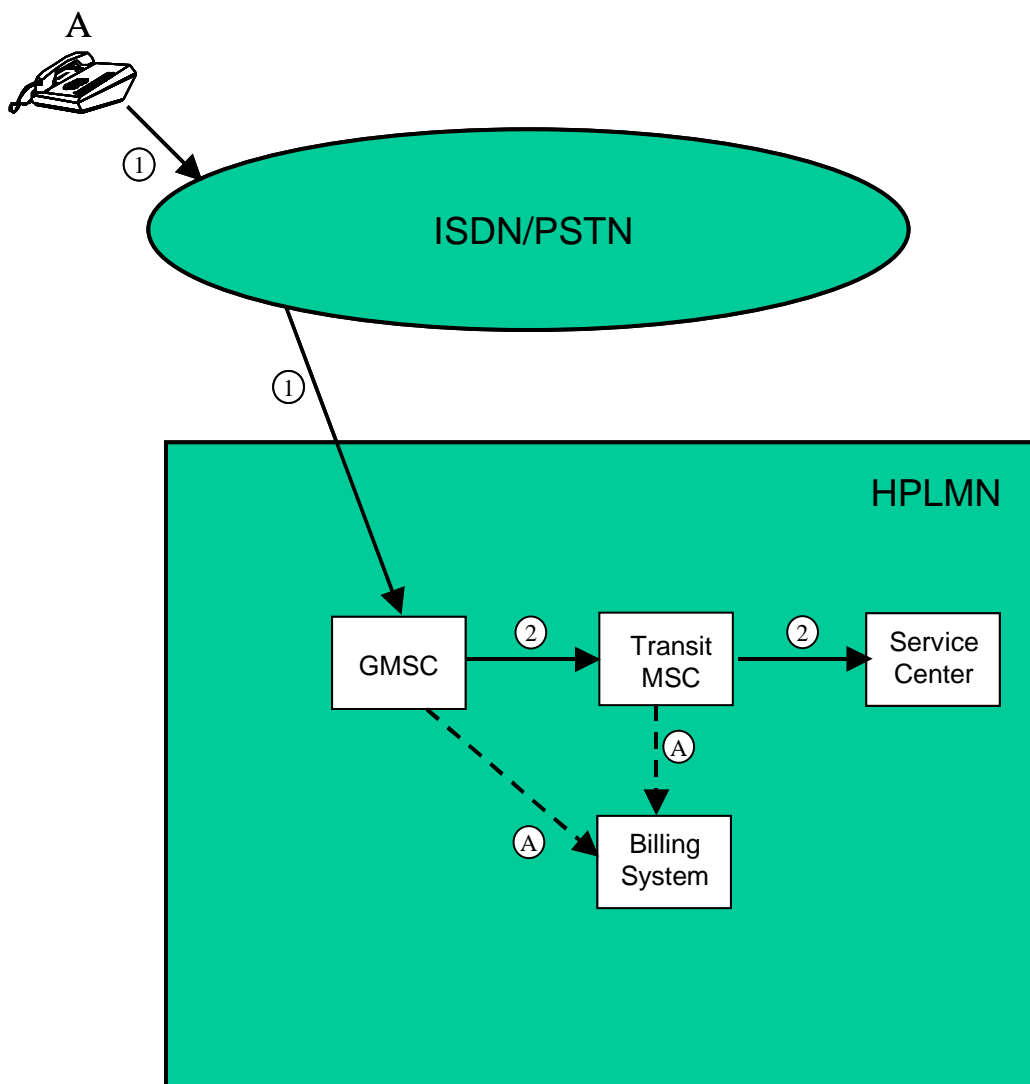 A
1
ISDN/PSTN
1
HPLMN
GMSC
2
Transit
MSC
2
Service
Center
A
A
Billing
System